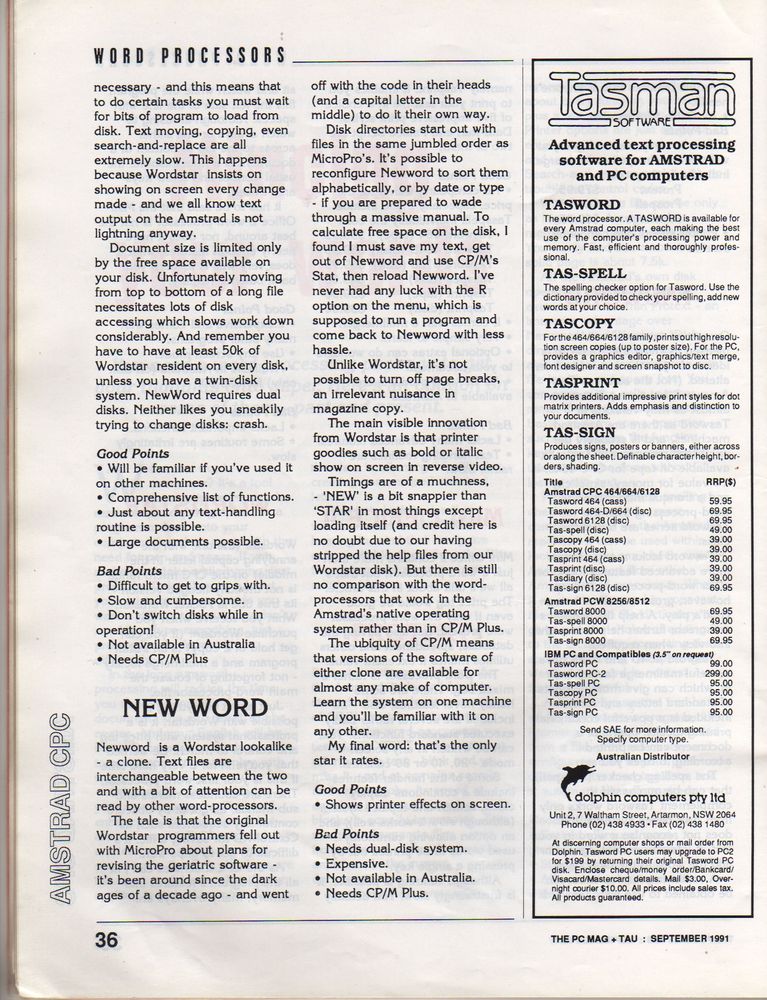 WORD PROCESSORS
necessary - and this means that
to do certain tasks you must wait
for bits of program to load from
disk. Text moving, copying, even
search-and-replace are all
extremely slow. This happens
because Wordstar insists on
showing on screen every change
made - and we all know text
output on the Amstrad is not
lightning anyway.
Document size is limited only
by the free space available on
your disk. Unfortunately moving
from top to bottom of a long file
necessitates lots of disk
accessing which slows work down
considerably. And remember you
have to have at least 50k of
Wordstar resident on every disk,
unless you have a twin-disk
system. NewWord requires dual
disks. Neither likes you sneakily
trying to change disks: crash.
Good Points
• Will be familiar if you've used it
on other machines.
• Comprehensive list of functions.
• Just about any text-handling
routine is possible.
• Large documents possible.
Bad Points
• Difficult to get to grips with.
• Slow and cumbersome.
• Don't switch disks while in
operation!
• Not available in Australia
• Needs CP/M Plus
NEW WORD
Newword is a Wordstar lookalike
- a clone. Text files are
interchangeable between the two
and with a bit of attention can be
read by other word-processors.
The tale is that the original
Wordstar programmers fell out
with MicroPro about plans for
revising the geriatric software -
it's been around since the dark
ages of a decade ago - and went
off with the code in their heads
(and a capital letter in the
middle) to do it their own way.
Disk directories start out with
files in the same jumbled order as
MicroPro's. It's possible to
reconfigure Newword to sort them
alphabetically, or by date or type
- if you are prepared to wade
through a massive manual. To
calculate free space on the disk, I
found I must save my text, get
out of Newword and use CP/M's
Stat, then reload Newword. I've
never had any luck with the R
option on the menu, which is
supposed to run a program and
come back to Newword with less
hassle.
Unlike Wordstar, it's not
possible to turn off page breaks,
an irrelevant nuisance in
magazine copy.
The main visible innovation
from Wordstar is that printer
goodies such as bold or italic
show on screen in reverse video.
Timings are of a muchness,
- 'NEW' is a bit snappier than
'STAR' in most things except
loading itself (and credit here is
no doubt due to our having
stripped the help files from our
Wordstar disk). But there is still
no comparison with the word-
processors that work in the
Amstrad's native operating
system rather than in CP/M Plus.
The ubiquity of CP/M means
that versions of the software of
either clone are available for
almost any make of computer.
Learn the system on one machine
and you'll be familiar with it on
any other.
My final word: that's the only
star it rates.
Good Points
• Shows printer effects on screen.
Bad Points
• Needs dual-disk system.
• Expensive.
• Not available in Australia.
• Needs CP/M Plus.
Tasman
SOFTWARE
Advanced text processing
software for AMSTRAD
and PC computers
TASWORD
The word processor. A TASWORD is available for
every Amstrad computer, each making the best
use of the computer's processing power and
memory. Fast, efficient and thoroughly profes-
sional.
TAS-SPELL
The spelling checker option for Tasword. Use the
dictionary provided to check your spelling, add new
words at your choice.
TASCOPY
For the 464/664/6128 family, prints out high resolu-
tion screen copies (up to poster size). For the PC,
provides a graphics editor, graphics/text merge,
font designer and screen snapshot to disc.
TASPRINT
Provides additional impressive print styles for dot
matrix printers. Adds emphasis and distinction to
your documents.
TAS-SIGN
Produces signs, posters or banners, either across
or along the sheet. Definable character height, bor-
ders, shading.
Title RRP($)
Amstrad CPC 464/664/6128
Tasword 464 (cass) 59.95
Tasword 464-D/664 (disc) 69.95
Tasword 6128 (disc) 69.95
Tas-spell (disc) 49.00
Tascopy 464 (cass) 39.00
Tascopy (disc) 39.00
Tasprint 464 (cass) 39.00
Tasprint (disc) 39.00
Tasdiary (disc) 39.00
Tas-sign 6128 (disc) 69.95
Amstrad PCW 8256/8512
Tasword 8000 69.95
Tas-spell 8000 49.00
Tasprint 8000 39.00
Tas-sign 8000 69.95
IBM PC and Compatibles (3.5" on request)
Tasword PC 99.00
Tasword PC-2 299.00
Tas-spell PC 95.00
Tascopy PC 95.00
Tasprint PC 95.00
Tas-sign PC 95.00
Send SAE for more information.
Specify computer type.
Australian Distributor
dolphin computers pty ltd
Unit 2, 7 Waltham Street, Artarmon, NSW 2064
Phone (02) 438 4933 • Fax (02) 438 1480
At discerning computer shops or mail order from
Dolphin. Tasword PC users may upgrade to PC2
for $199 by returning their original Tasword PC
disk. Enclose cheque/money order/Bankcard/
Visacard/Mastercard details. Mail $3.00, Over-
night courier $10.00. All prices include sales tax.
All products guaranteed.
AMSTRAD CPC
36
THE PC MAG + TAU : SEPTEMBER 1991